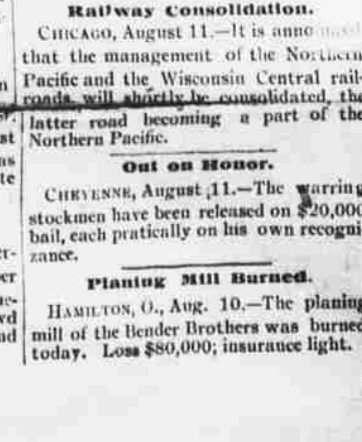 Railway Consolidation.
CHICAGO, August 11.—It is anno
that the management of the Northern
Pacific and the Wisconsin Central rail-
roads will shortly be consolidated, the
latter road becoming a part of the
Northern Pacific.
Out on Honor.
CHEYENNE, August 11.—The warring
stockmen have been released on $20,000
bail, each pratically on his own recogni
zance.
Planing Mill Burned.
HAMILTON, O., Aug. 10.—The planing
mill of the Bender Brothers was burned
today. Loss $80,000; insurance light.